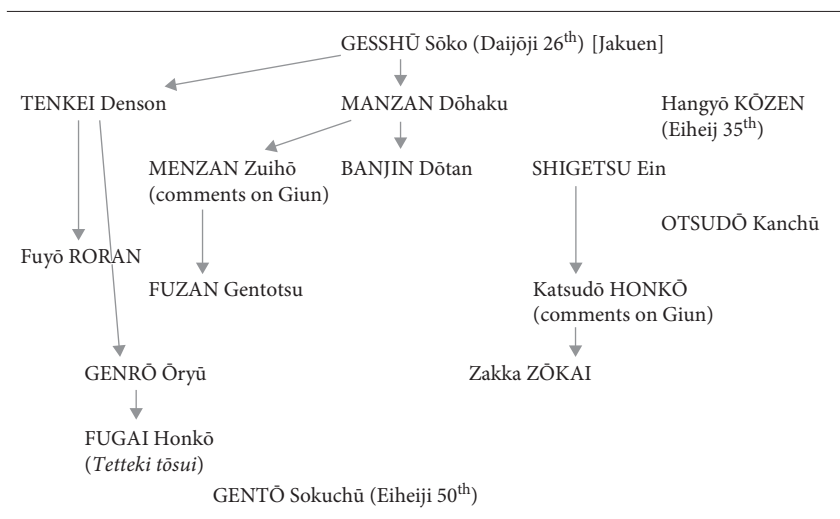 GESSHŪ Sōko (Daijōji 26th) [Jakuen]
TENKEI Denson
MANZAN Dōhaku
Hangyō KŌZEN
(Eiheij 35th)
MENZAN Zuihō
(comments on Giun)
BANJIN Dōtan
SHIGETSU Ein
OTSUDŌ Kanchū
Fuyō RORAN
FUZAN Gentotsu
Katsudō HONKŌ
(comments on Giun)
GENRŌ Ōryū
Zakka ZŌKAI
FUGAI Honkō
(Tetteki tōsui)
GENTŌ Sokuchū (Eiheiji 50th)